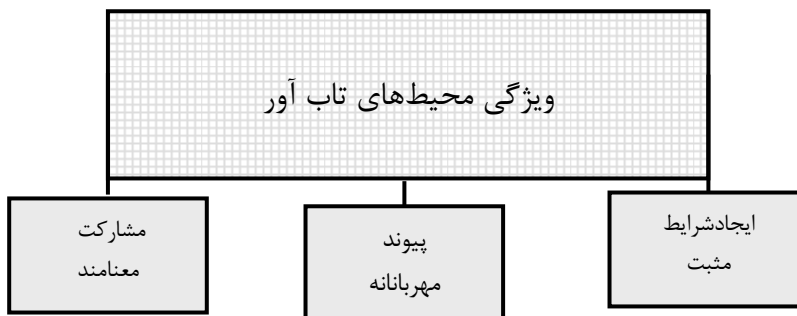 ویژگی محیط‌های تاب آور
ایجادشرایط
مثبت
پیوند
مهربانانه
مشارکت
معنامند